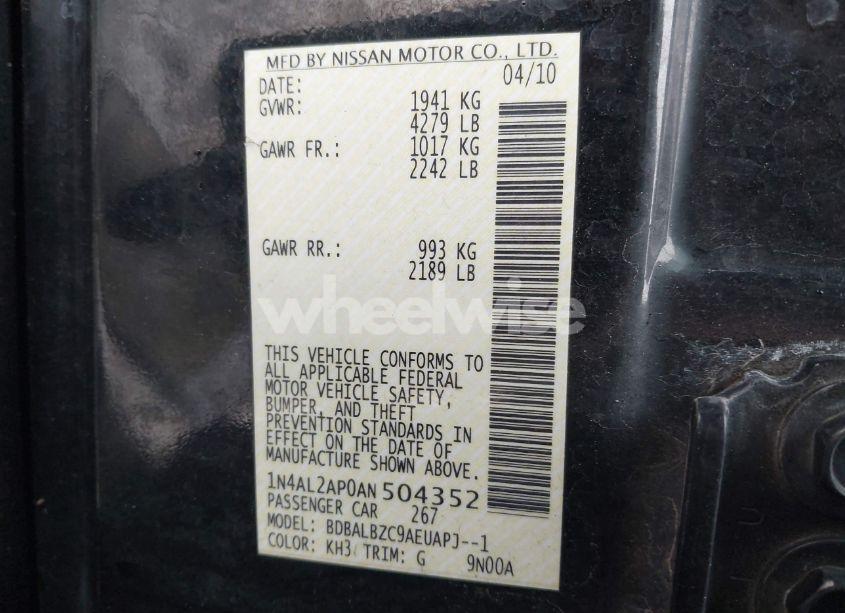 MFD BY NISSAN MOTOR CO., LTD.
DATE: 04/10
GVWR: 1941 KG
4279 LB
GAWR FR.: 1017 KG
2242 LB
GAWR RR.: 993 KG
2189 LB
wheelwise
THIS VEHICLE CONFORMS TO
ALL APPLICABLE FEDERAL
MOTOR VEHICLE SAFETY,
BUMPER, AND THEFT
PREVENTION STANDARDS IN
EFFECT ON THE DATE OF
MANUFACTURE SHOWN ABOVE.
1N4AL2AP0AN504352
PASSENGER CAR 267
MODEL: BDBALBZC9AEUAPJ--1
COLOR: KH3 TRIM: G 9N00A